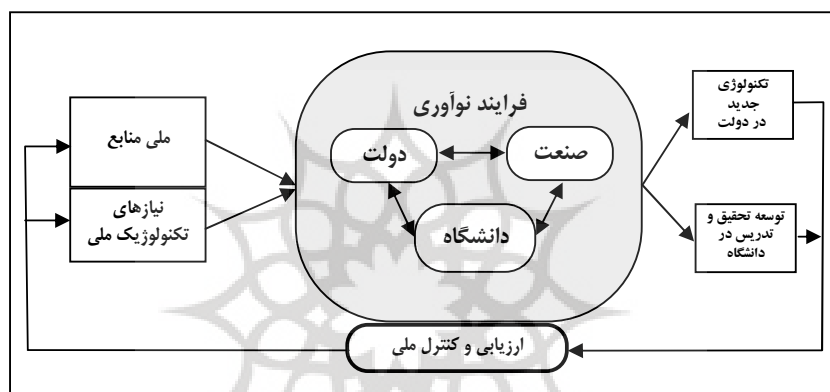 فرایند نوآوری
صنعت
دولت
دانشگاه
تکنولوژی
جدید
در دولت
توسعه تحقیق و
تدریس در
دانشگاه
ملی منابع
نیازهای
تکنولوژیک ملی
ارزیابی و کنترل ملی